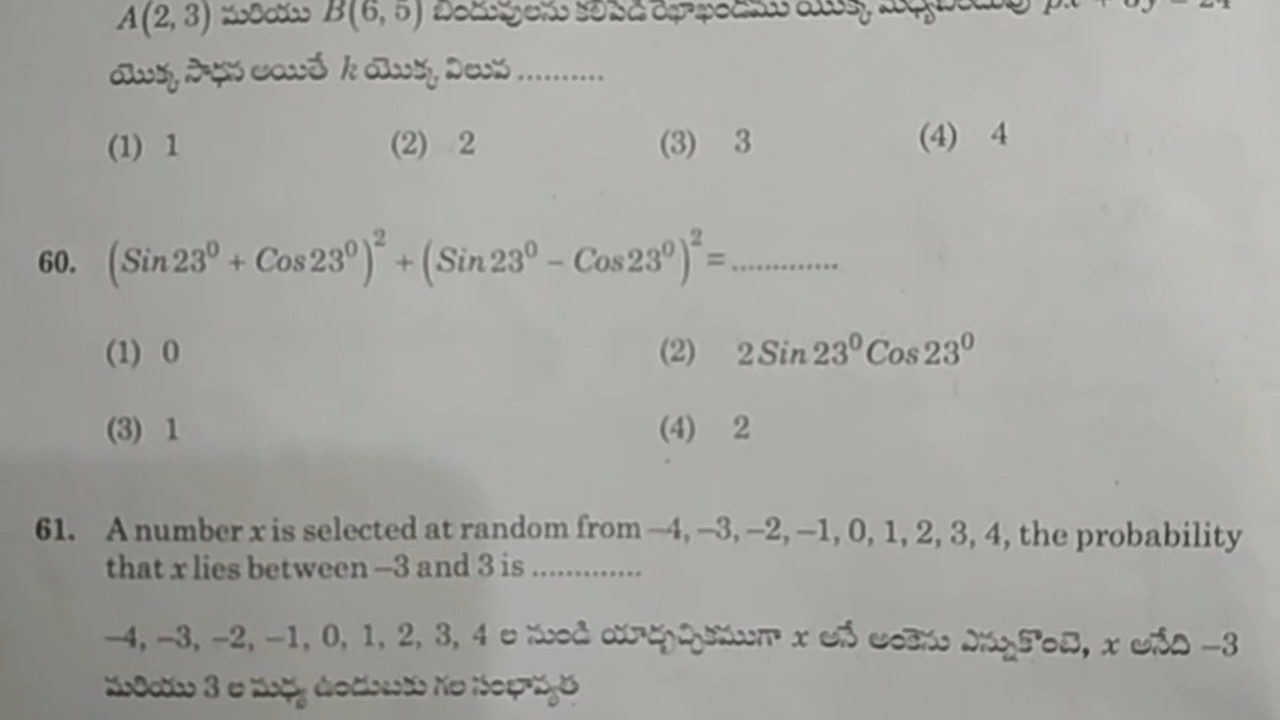 A(2, 3) మరియు B(6, 5) బిందువులను కలిపెడి రేఖాఖండము యొక్క మధ్యబిందువు
యొక్క సాధన అయితే k యొక్క విలువ ..........
(1) 1 (2) 2 (3) 3 (4) 4
60. (Sin 23⁰ + Cos 23⁰)² + (Sin 23⁰ – Cos 23⁰)² = .............
(1) 0 (2) 2 Sin 23⁰ Cos 23⁰
(3) 1 (4) 2
61. A number x is selected at random from –4, –3, –2, –1, 0, 1, 2, 3, 4, the probability
that x lies between –3 and 3 is .............
–4, –3, –2, –1, 0, 1, 2, 3, 4 ల నుండి యాదృచ్ఛికముగా x అనే అంకెను ఎన్నుకొంటె, x అనేది –3
మరియు 3 ల మధ్య ఉండుటకు గల సంభావ్యత